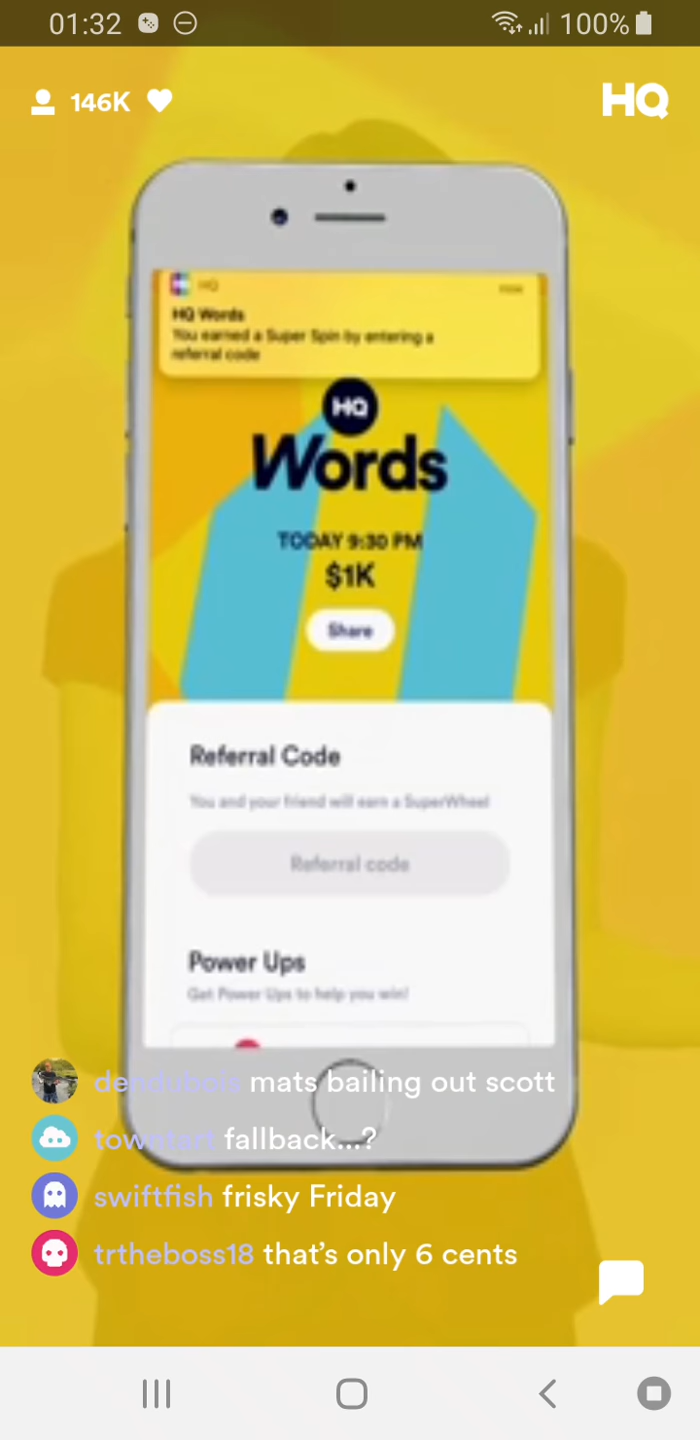 01:32 100%
146K HQ
HQ
HQ Words
You earned a Super Spin by entering a
referral code
HQ
Words
TODAY 9:30 PM
$1K
Share
Referral Code
You and your friend will earn a SuperWheel
Referral code
Power Ups
Get Power Ups to help you win!
dendubois mats bailing out scott
towntart fallback...?
swiftfish frisky Friday
trtheboss18 that's only 6 cents